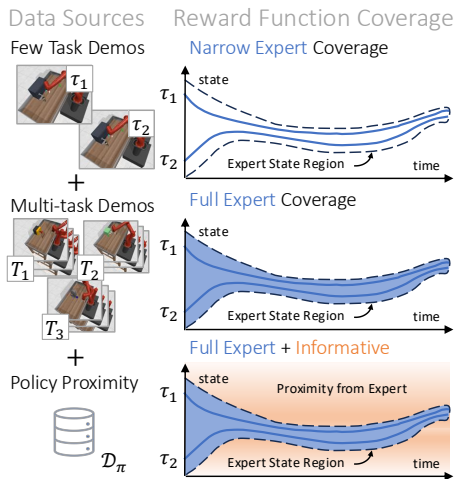 Data Sources
Reward Function Coverage
Few Task Demos
τ₁
τ₂
+
Multi-task Demos
T₁
T₂
T₃
+
Policy Proximity
𝒟π
Narrow Expert Coverage
state
τ₁
τ₂
Expert State Region
time
Full Expert Coverage
state
τ₁
τ₂
Expert State Region
time
Full Expert + Informative
state
Proximity from Expert
τ₁
τ₂
Expert State Region
time